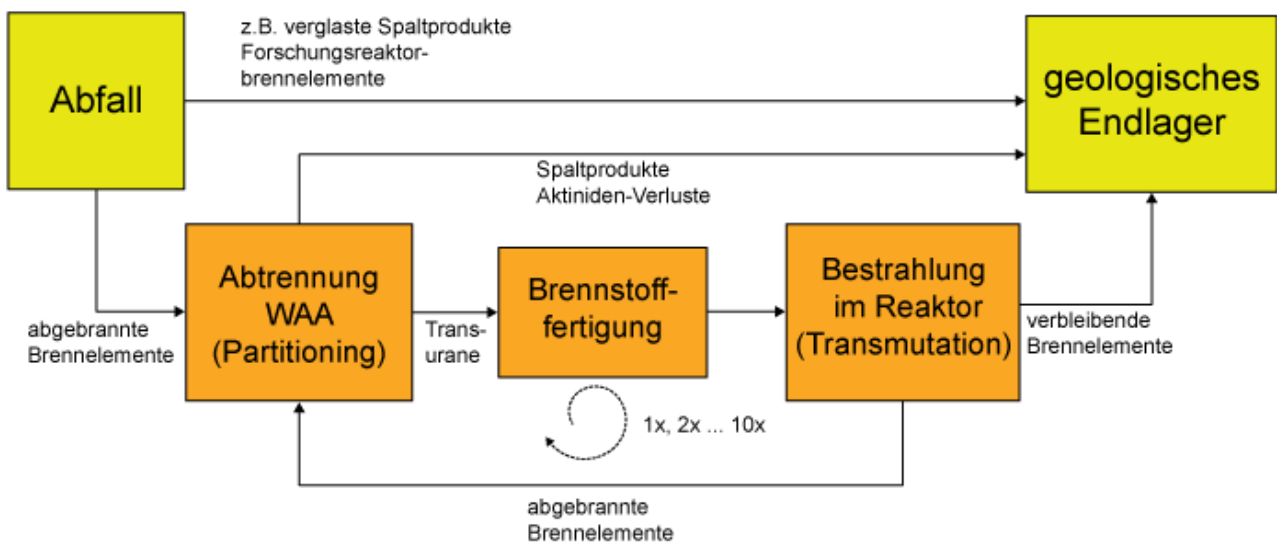 z.B. verglaste Spaltprodukte
Forschungsreaktor-
brennelemente
Abfall
geologisches
Endlager
Spaltprodukte
Aktiniden-Verluste
Abtrennung
WAA
(Partitioning)
Brennstoff-
fertigung
Bestrahlung
im Reaktor
(Transmutation)
abgebrannte
Brennelemente
Trans-
urane
verbleibende
Brennelemente
1x, 2x ... 10x
abgebrannte
Brennelemente